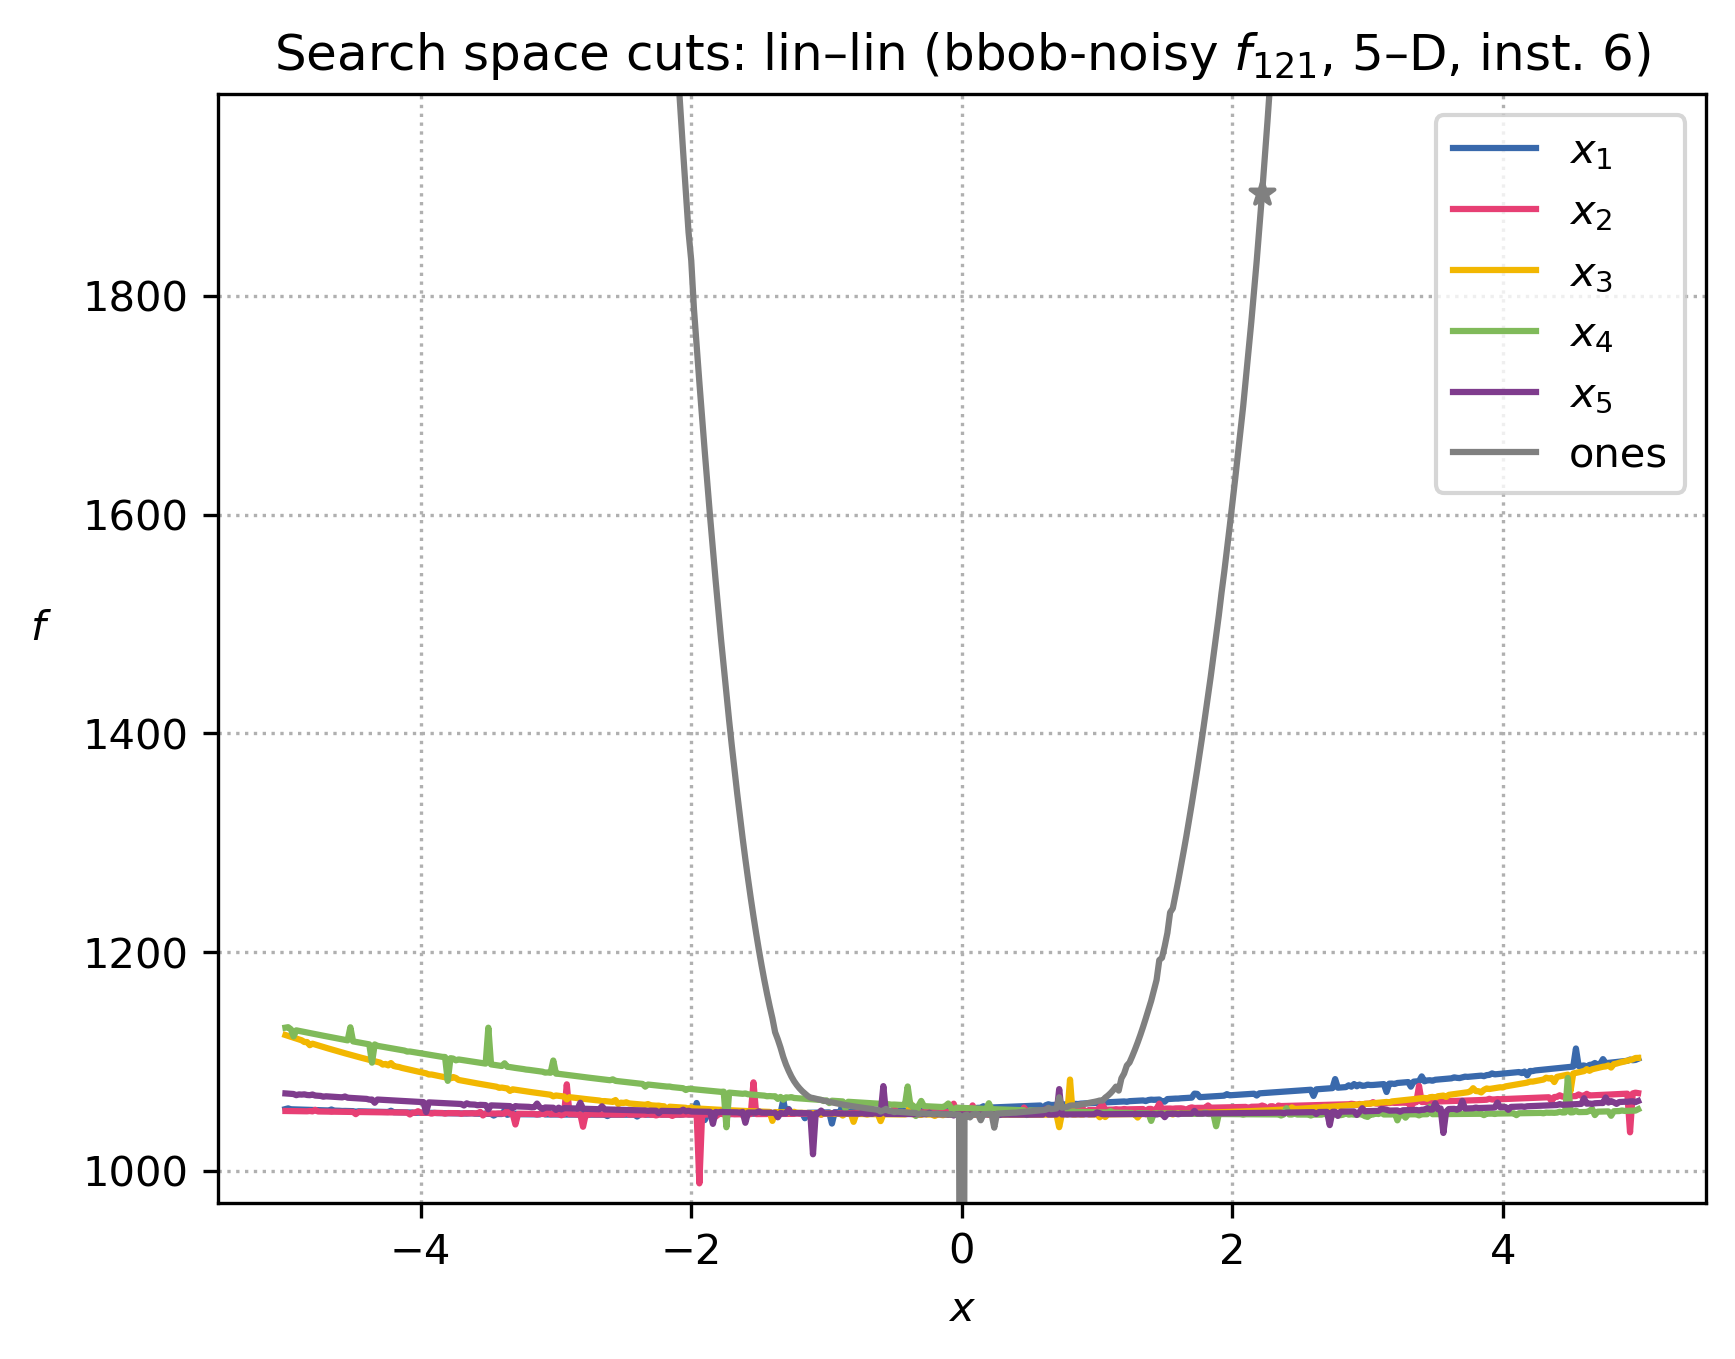 Search space cuts: lin–lin (bbob-noisy f₁₂₁, 5–D, inst. 6)
x₁
x₂
x₃
x₄
x₅
ones
f
1800
1600
1400
1200
1000
−4
−2
0
2
4
x